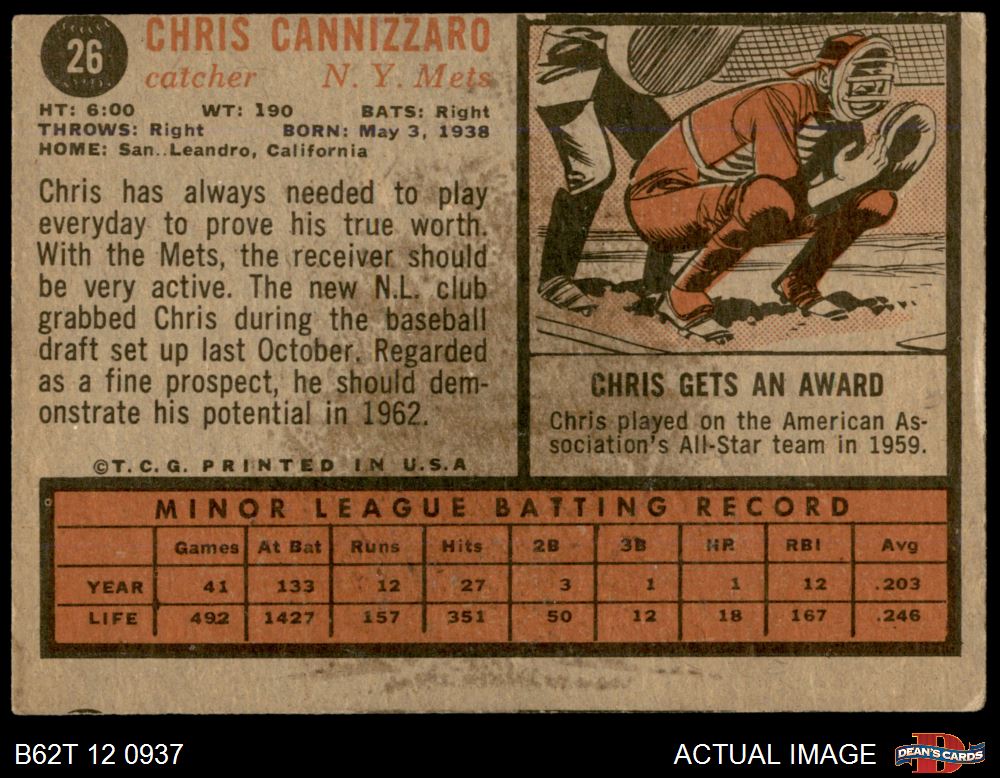 26
CHRIS CANNIZZARO
catcher N. Y. Mets
HT: 6:00 WT: 190 BATS: Right
THROWS: Right BORN: May 3, 1938
HOME: San Leandro, California
Chris has always needed to play
everyday to prove his true worth.
With the Mets, the receiver should
be very active. The new N.L. club
grabbed Chris during the baseball
draft set up last October. Regarded
as a fine prospect, he should dem-
onstrate his potential in 1962.
©T. C. G. PRINTED IN U.S.A
CHRIS GETS AN AWARD
Chris played on the American As-
sociation's All-Star team in 1959.
MINOR LEAGUE BATTING RECORD
Games At Bat Runs Hits 2B 3B HR RBI Avg
YEAR 41 133 12 27 3 1 1 12 .203
LIFE 492 1427 157 351 50 12 18 167 .246
B62T 12 0937
ACTUAL IMAGE
DEAN'S CARDS